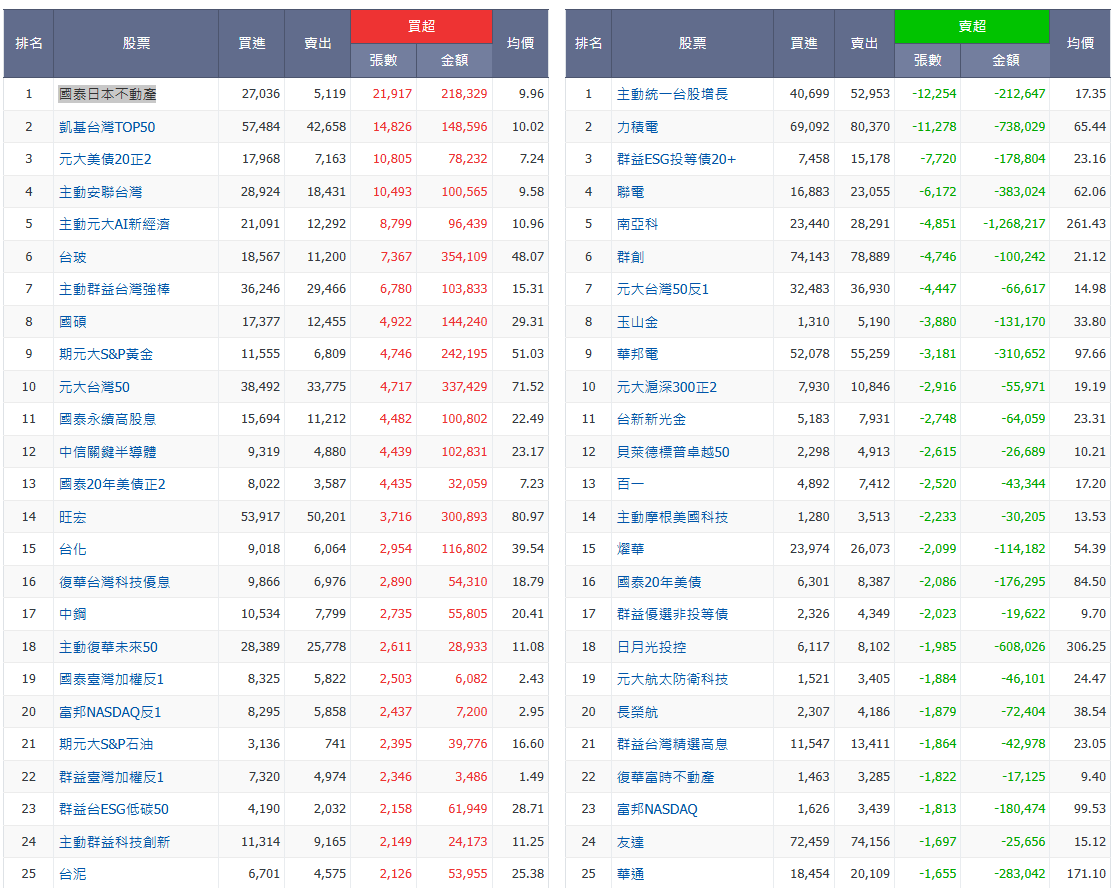 排名 股票 買進 賣出 買超 張數 金額 均價
1 國泰日本不動產 27,036 5,119 21,917 218,329 9.96
2 凱基台灣TOP50 57,484 42,658 14,826 148,596 10.02
3 元大美債20正2 17,968 7,163 10,805 78,232 7.24
4 主動安聯台灣 28,924 18,431 10,493 100,565 9.58
5 主動元大AI新經濟 21,091 12,292 8,799 96,439 10.96
6 台玻 18,567 11,200 7,367 354,109 48.07
7 主動群益台灣強棒 36,246 29,466 6,780 103,833 15.31
8 國碩 17,377 12,455 4,922 144,240 29.31
9 期元大S&P黃金 11,555 6,809 4,746 242,195 51.03
10 元大台灣50 38,492 33,775 4,717 337,429 71.52
11 國泰永續高股息 15,694 11,212 4,482 100,802 22.49
12 中信關鍵半導體 9,319 4,880 4,439 102,831 23.17
13 國泰20年美債正2 8,022 3,587 4,435 32,059 7.23
14 旺宏 53,917 50,201 3,716 300,893 80.97
15 台化 9,018 6,064 2,954 116,802 39.54
16 復華台灣科技優息 9,866 6,976 2,890 54,310 18.79
17 中鋼 10,534 7,799 2,735 55,805 20.41
18 主動復華未來50 28,389 25,778 2,611 28,933 11.08
19 國泰臺灣加權反1 8,325 5,822 2,503 6,082 2.43
20 富邦NASDAQ反1 8,295 5,858 2,437 7,200 2.95
21 期元大S&P石油 3,136 741 2,395 39,776 16.60
22 群益臺灣加權反1 7,320 4,974 2,346 3,486 1.49
23 群益台ESG低碳50 4,190 2,032 2,158 61,949 28.71
24 主動群益科技創新 11,314 9,165 2,149 24,173 11.25
25 台泥 6,701 4,575 2,126 53,955 25.38
排名 股票 買進 賣出 賣超 張數 金額 均價
1 主動統一台股增長 40,699 52,953 -12,254 -212,647 17.35
2 力積電 69,092 80,370 -11,278 -738,029 65.44
3 群益ESG投等債20+ 7,458 15,178 -7,720 -178,804 23.16
4 聯電 16,883 23,055 -6,172 -383,024 62.06
5 南亞科 23,440 28,291 -4,851 -1,268,217 261.43
6 群創 74,143 78,889 -4,746 -100,242 21.12
7 元大台灣50反1 32,483 36,930 -4,447 -66,617 14.98
8 玉山金 1,310 5,190 -3,880 -131,170 33.80
9 華邦電 52,078 55,259 -3,181 -310,652 97.66
10 元大滬深300正2 7,930 10,846 -2,916 -55,971 19.19
11 台新新光金 5,183 7,931 -2,748 -64,059 23.31
12 貝萊德標普卓越50 2,298 4,913 -2,615 -26,689 10.21
13 百一 4,892 7,412 -2,520 -43,344 17.20
14 主動摩根美國科技 1,280 3,513 -2,233 -30,205 13.53
15 燿華 23,974 26,073 -2,099 -114,182 54.39
16 國泰20年美債 6,301 8,387 -2,086 -176,295 84.50
17 群益優選非投等債 2,326 4,349 -2,023 -19,622 9.70
18 日月光投控 6,117 8,102 -1,985 -608,026 306.25
19 元大航太防衛科技 1,521 3,405 -1,884 -46,101 24.47
20 長榮航 2,307 4,186 -1,879 -72,404 38.54
21 群益台灣精選高息 11,547 13,411 -1,864 -42,978 23.05
22 復華富時不動產 1,463 3,285 -1,822 -17,125 9.40
23 富邦NASDAQ 1,626 3,439 -1,813 -180,474 99.53
24 友達 72,459 74,156 -1,697 -25,656 15.12
25 華通 18,454 20,109 -1,655 -283,042 171.10